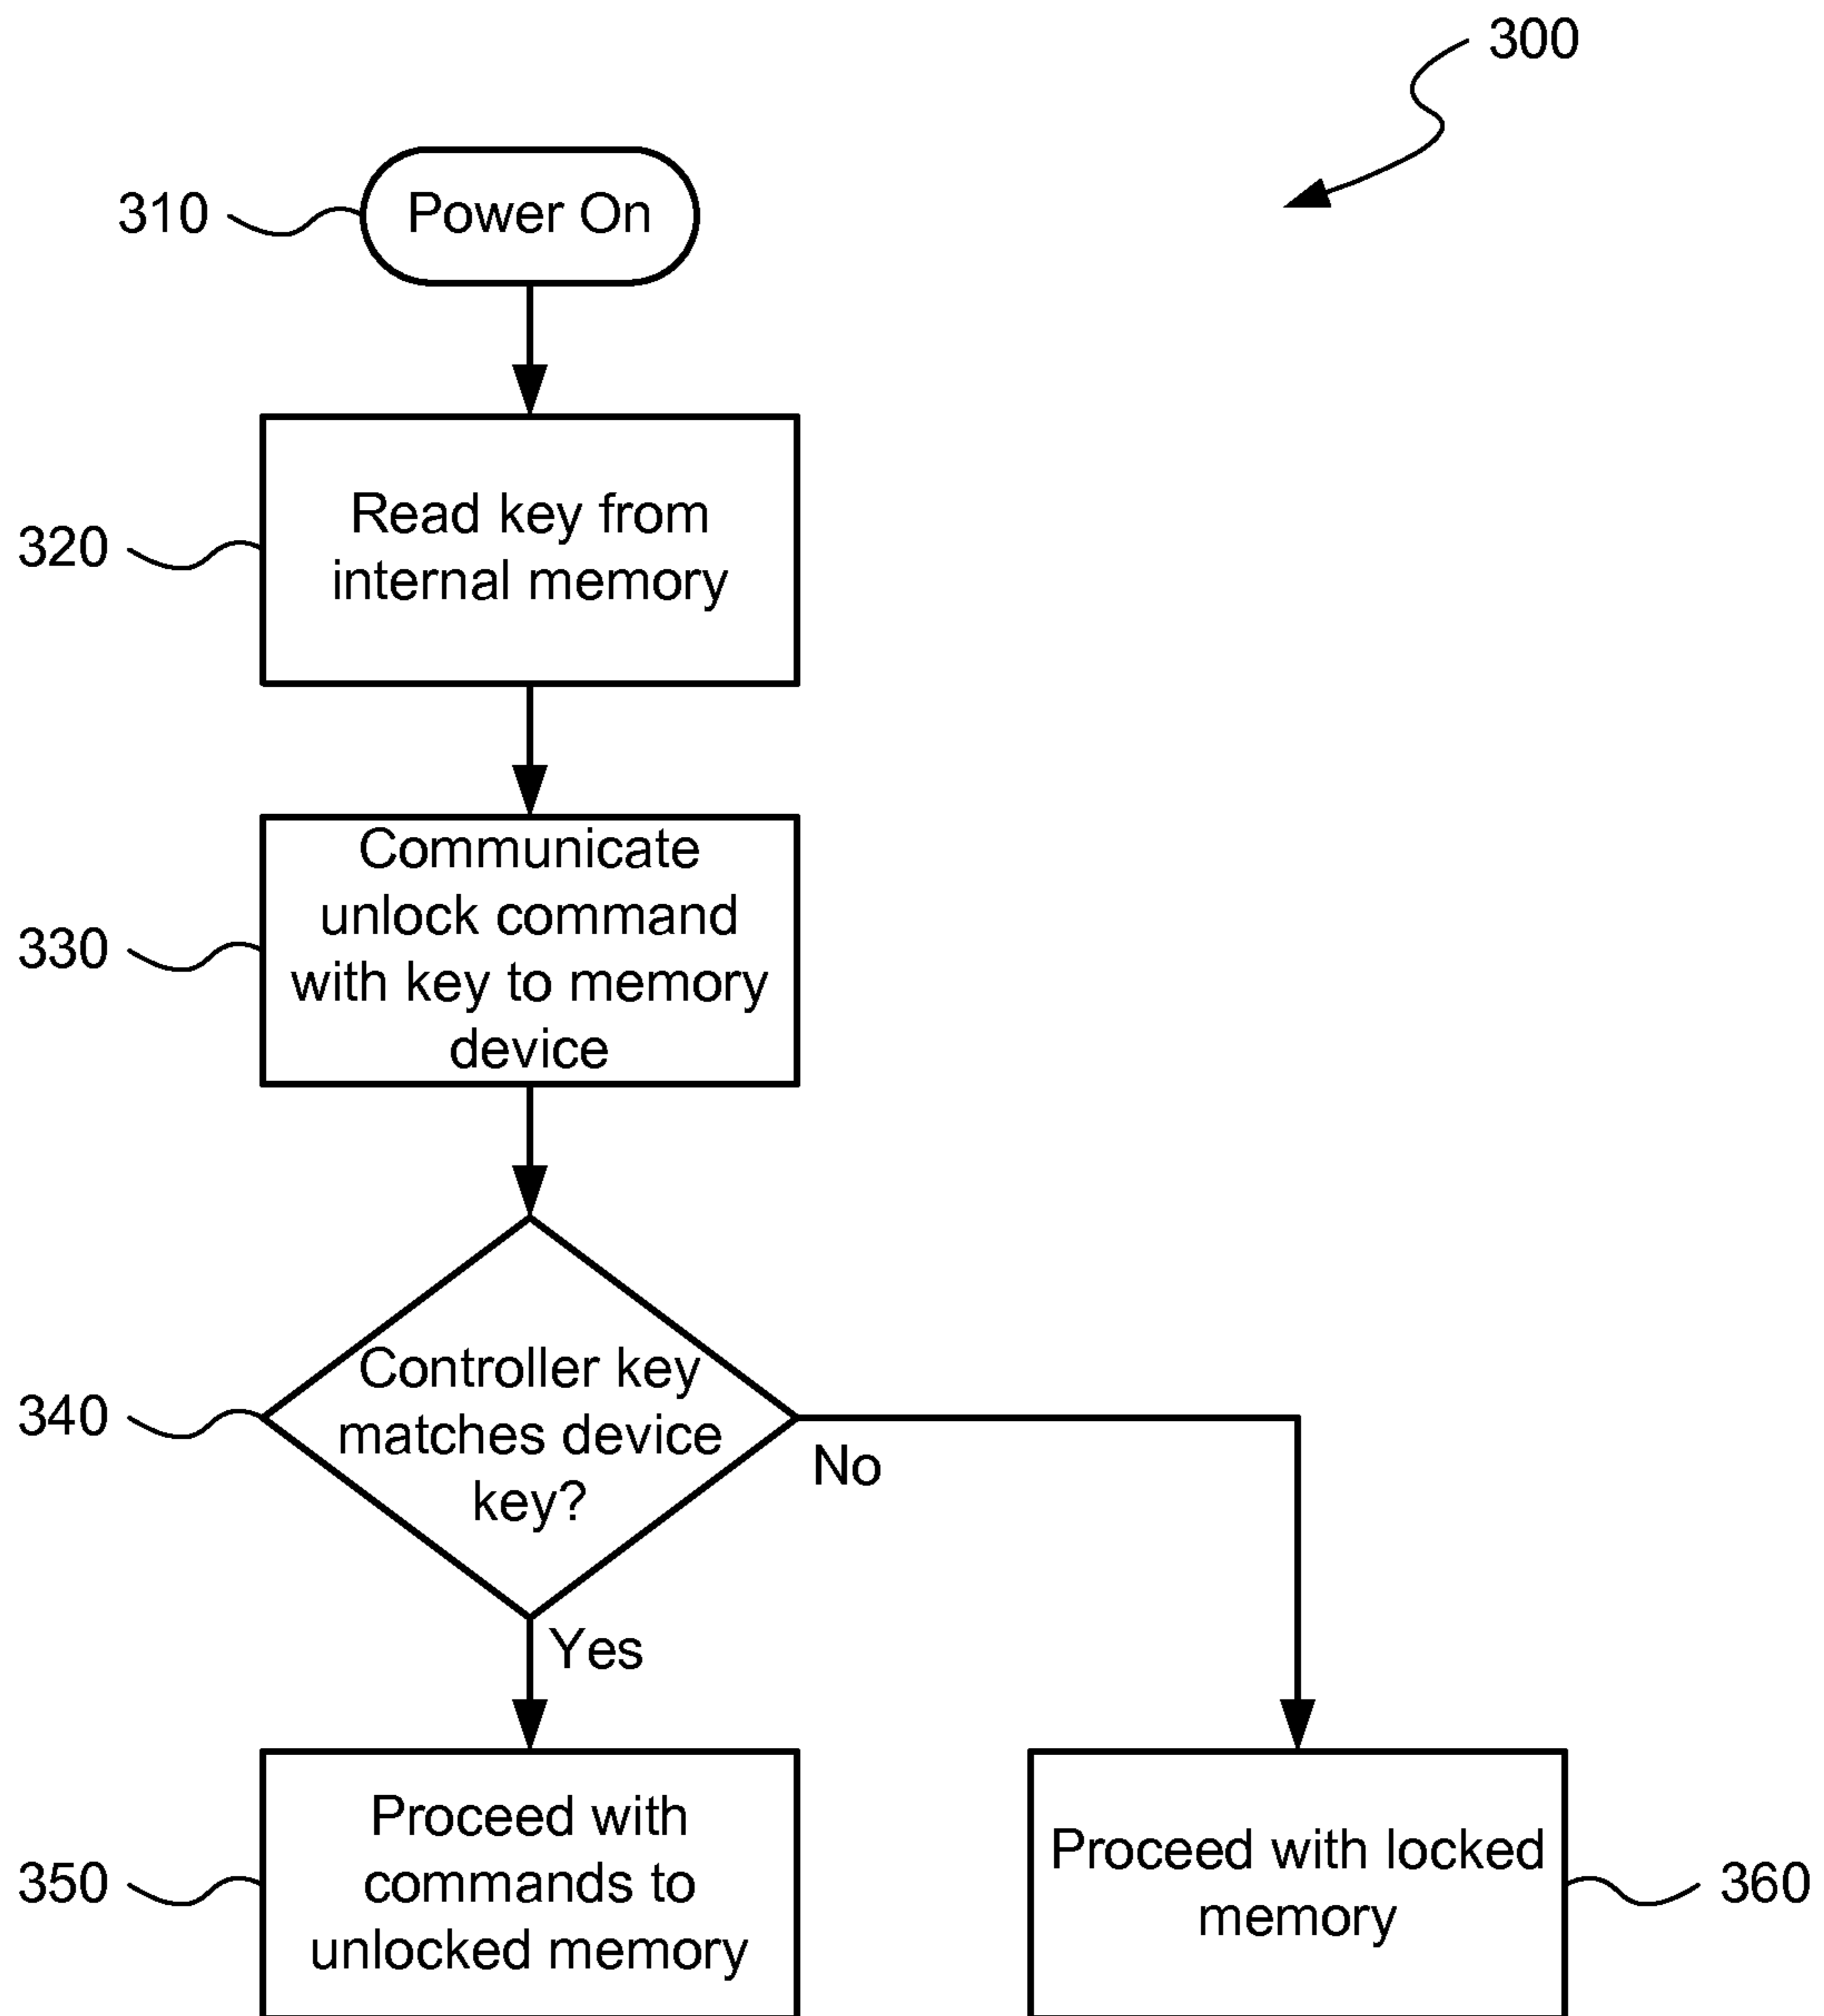 300
310
Power On
320
Read key from
internal memory
330
Communicate
unlock command
with key to memory
device
340
Controller key
matches device
key?
No
Yes
350
Proceed with
commands to
unlocked memory
Proceed with locked
memory
360